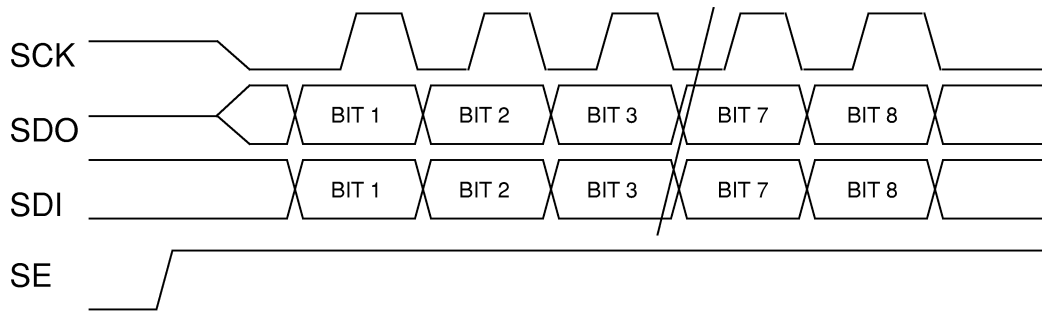 SCK
SDO BIT 1 BIT 2 BIT 3 BIT 7 BIT 8
SDI BIT 1 BIT 2 BIT 3 BIT 7 BIT 8
SE